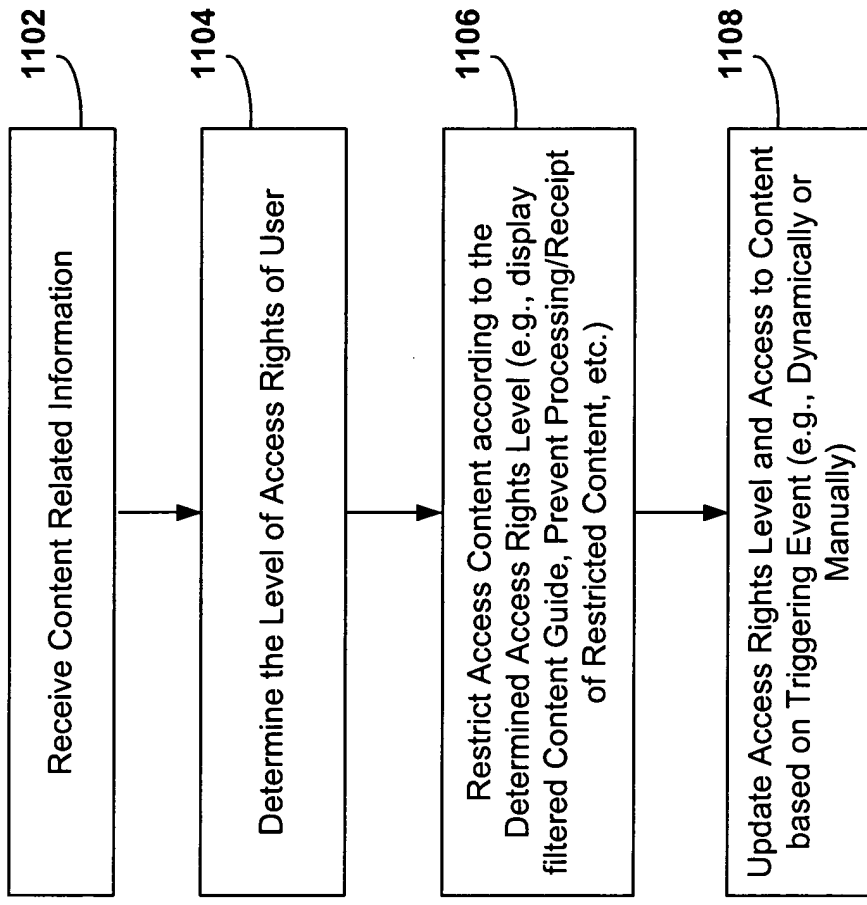 1102
Receive Content Related Information
1104
Determine the Level of Access Rights of User
1106
Restrict Access Content according to the
Determined Access Rights Level (e.g., display
filtered Content Guide, Prevent Processing/Receipt
of Restricted Content, etc.)
1108
Update Access Rights Level and Access to Content
based on Triggering Event (e.g., Dynamically or
Manually)